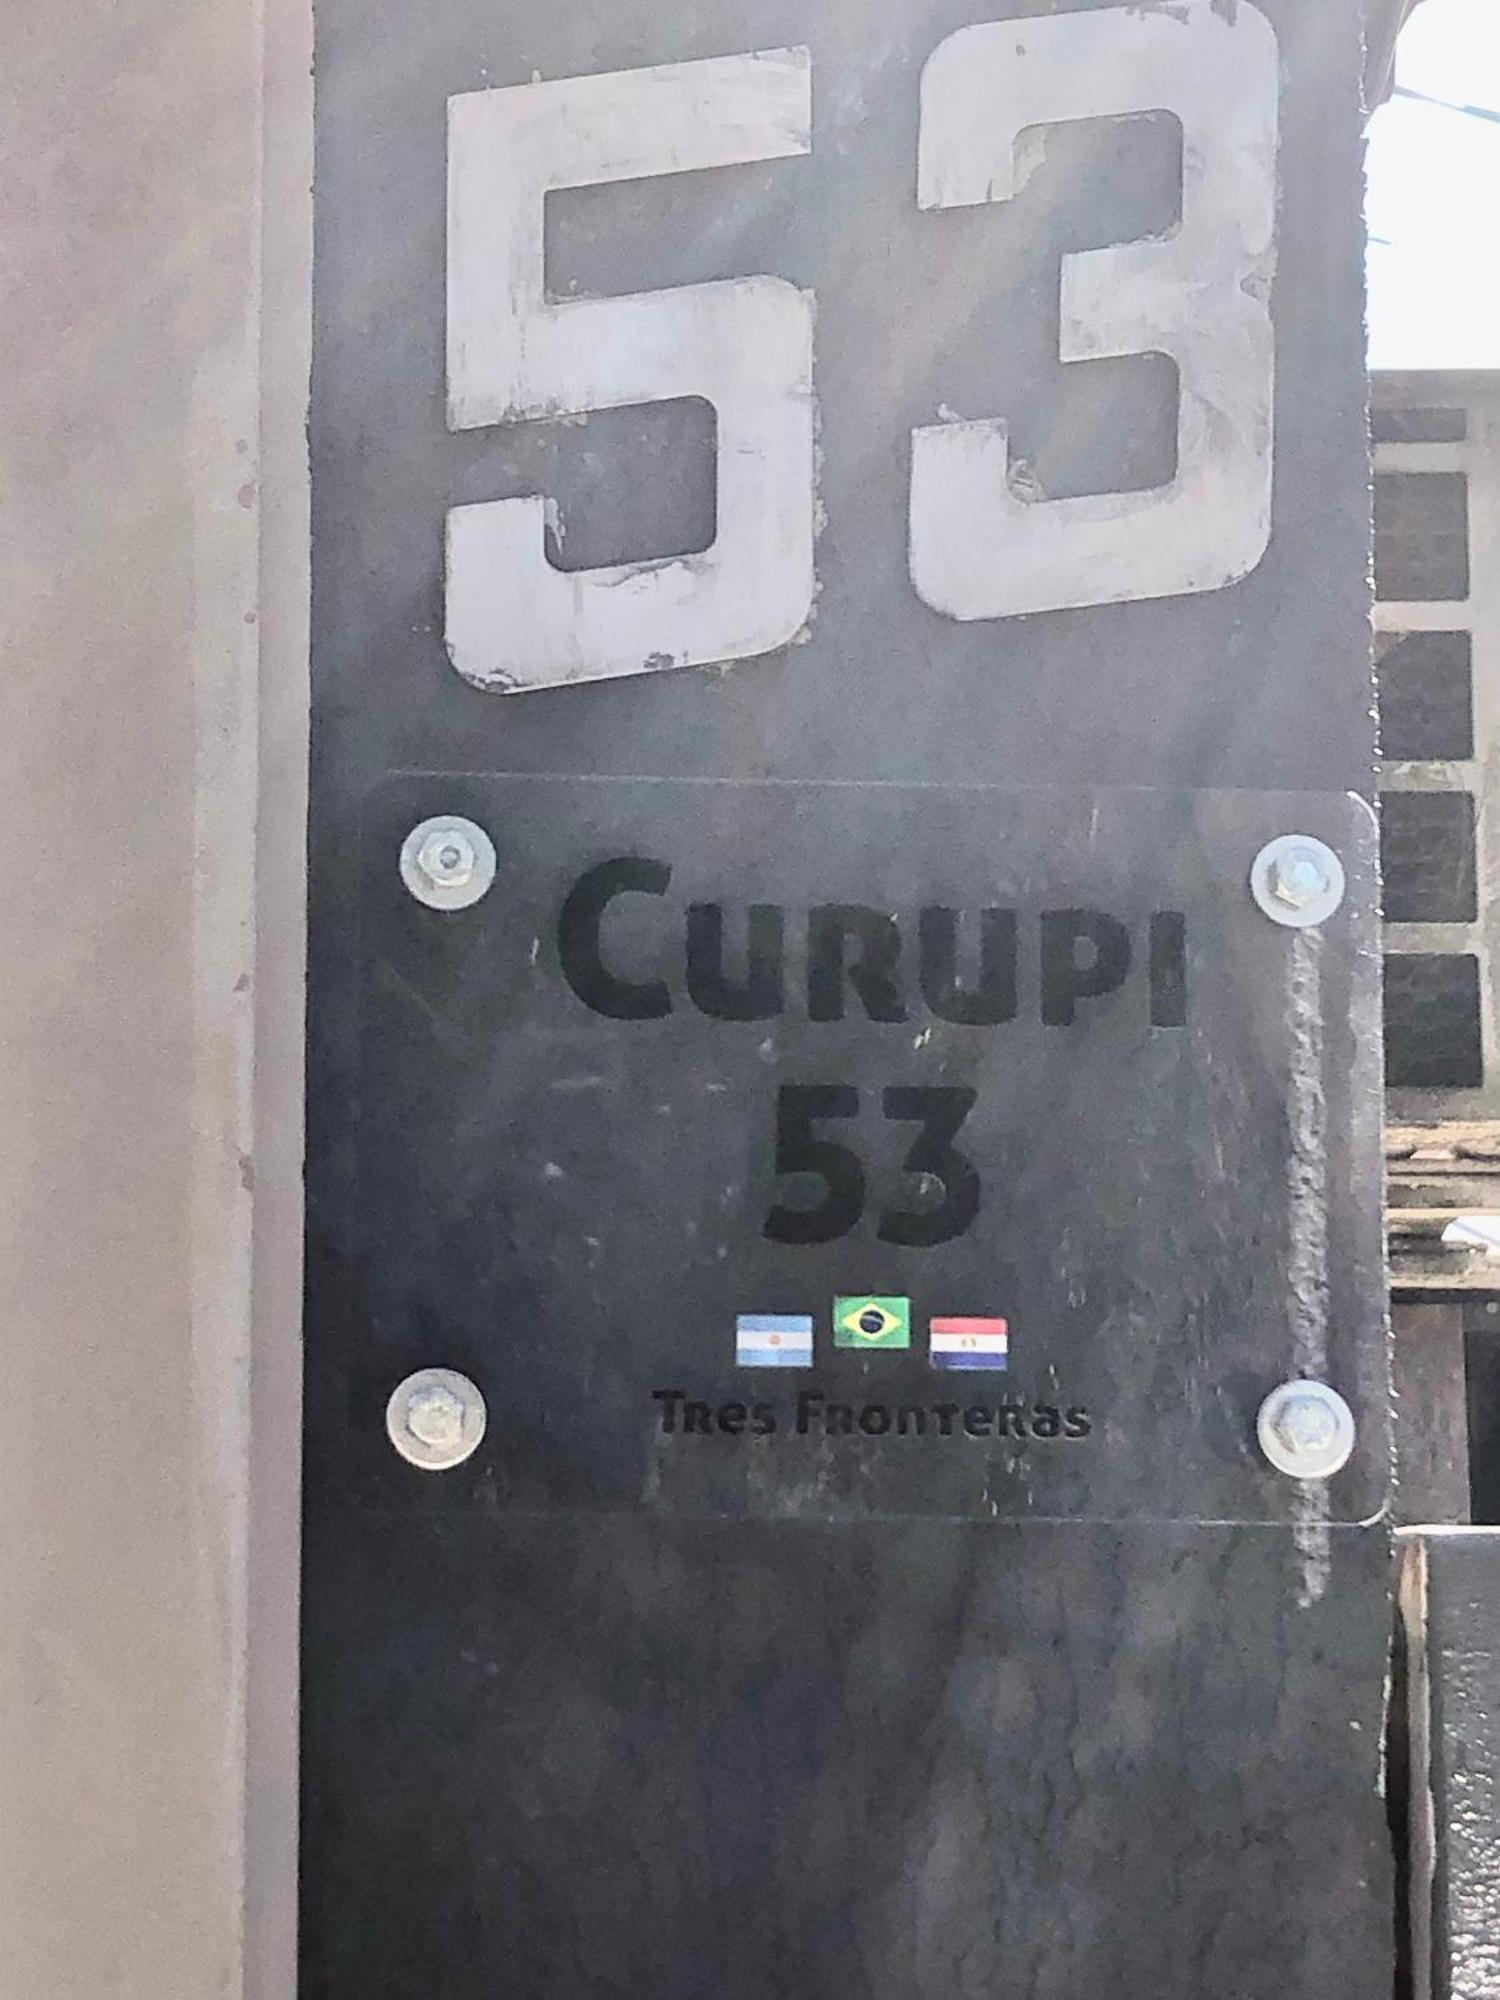 53
CURUPI
53
TRes FRONTeRas